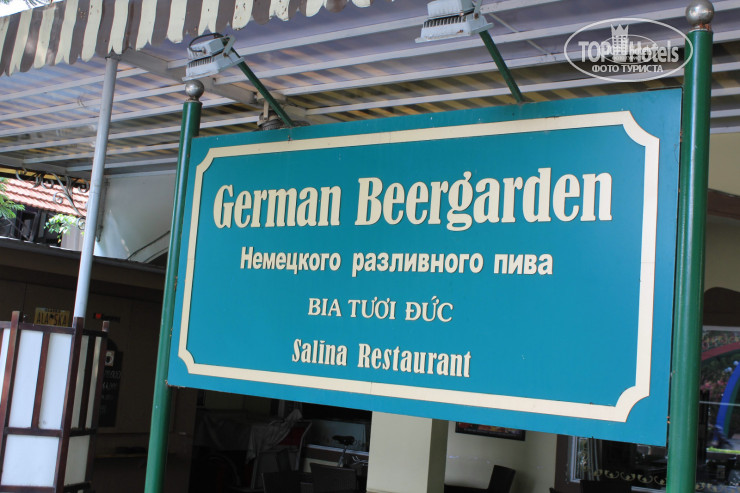 TOP Hotels
ФОТО ТУРИСТА
German Beergarden
Немецкого разливного пива
BIA TƯƠI ĐỨC
Salina Restaurant